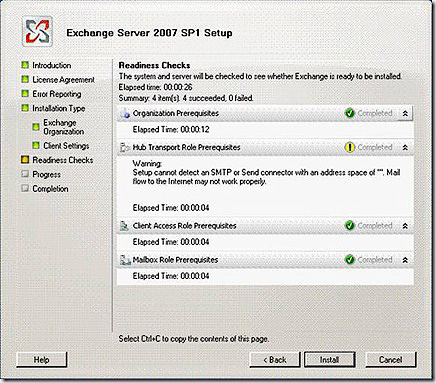 Exchange Server 2007 SP1 Setup
Introduction
License Agreement
Error Reporting
Installation Type
Exchange
Organization
Client Settings
Readiness Checks
Progress
Completion
Readiness Checks
The system and server will be checked to see whether Exchange is ready to be installed.
Elapsed time: 00:00:26
Summary: 4 item(s). 4 succeeded, 0 failed.
Organization Prerequisites Completed
Elapsed Time: 00:00:12
Hub Transport Role Prerequisites Completed
Warning:
Setup cannot detect an SMTP or Send connector with an address space of "*". Mail
flow to the Internet may not work properly.
Elapsed Time: 00:00:04
Client Access Role Prerequisites Completed
Elapsed Time: 00:00:04
Mailbox Role Prerequisites Completed
Elapsed Time: 00:00:04
Select Ctrl+C to copy the contents of this page.
Help
< Back
Install
Cancel